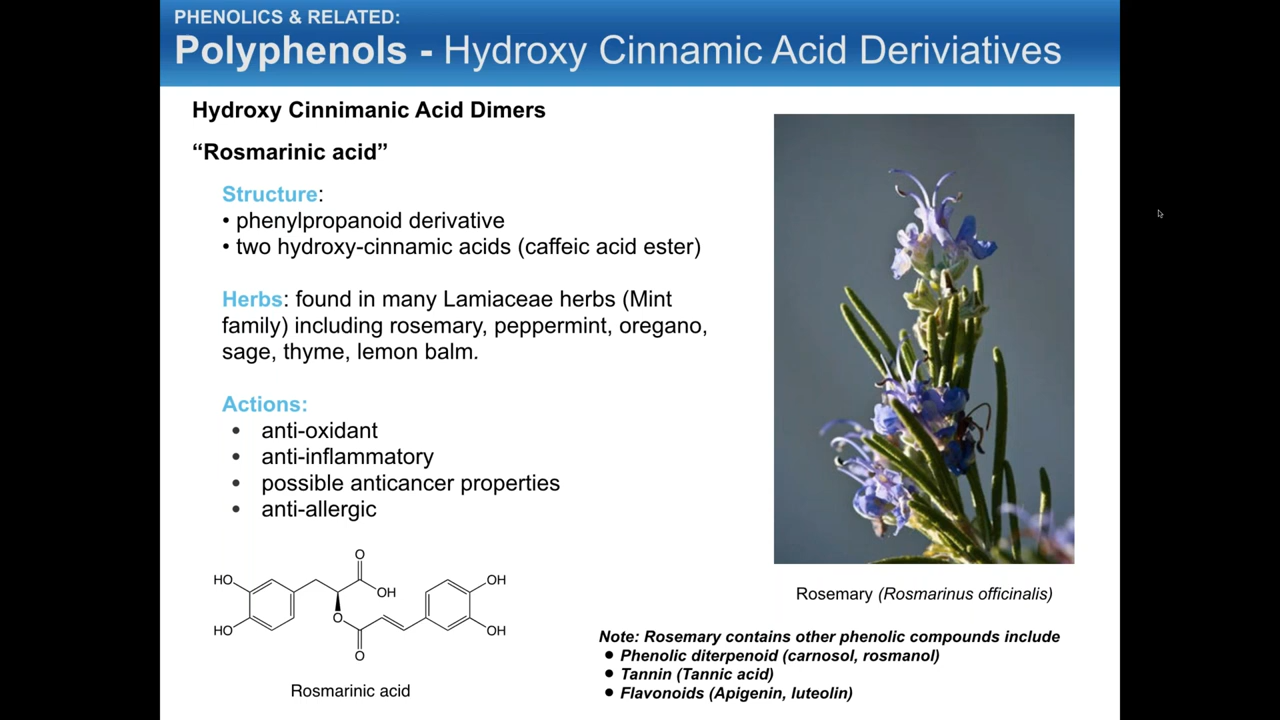 PHENOLICS & RELATED:
Polyphenols - Hydroxy Cinnamic Acid Deriviatives
Hydroxy Cinnimanic Acid Dimers
“Rosmarinic acid”
Structure:
• phenylpropanoid derivative
• two hydroxy-cinnamic acids (caffeic acid ester)
Herbs: found in many Lamiaceae herbs (Mint
family) including rosemary, peppermint, oregano,
sage, thyme, lemon balm.
Actions:
• anti-oxidant
• anti-inflammatory
• possible anticancer properties
• anti-allergic
O
HO
OH
OH
O
HO
OH
O
Rosmarinic acid
Rosemary (Rosmarinus officinalis)
Note: Rosemary contains other phenolic compounds include
• Phenolic diterpenoid (carnosol, rosmanol)
• Tannin (Tannic acid)
• Flavonoids (Apigenin, luteolin)